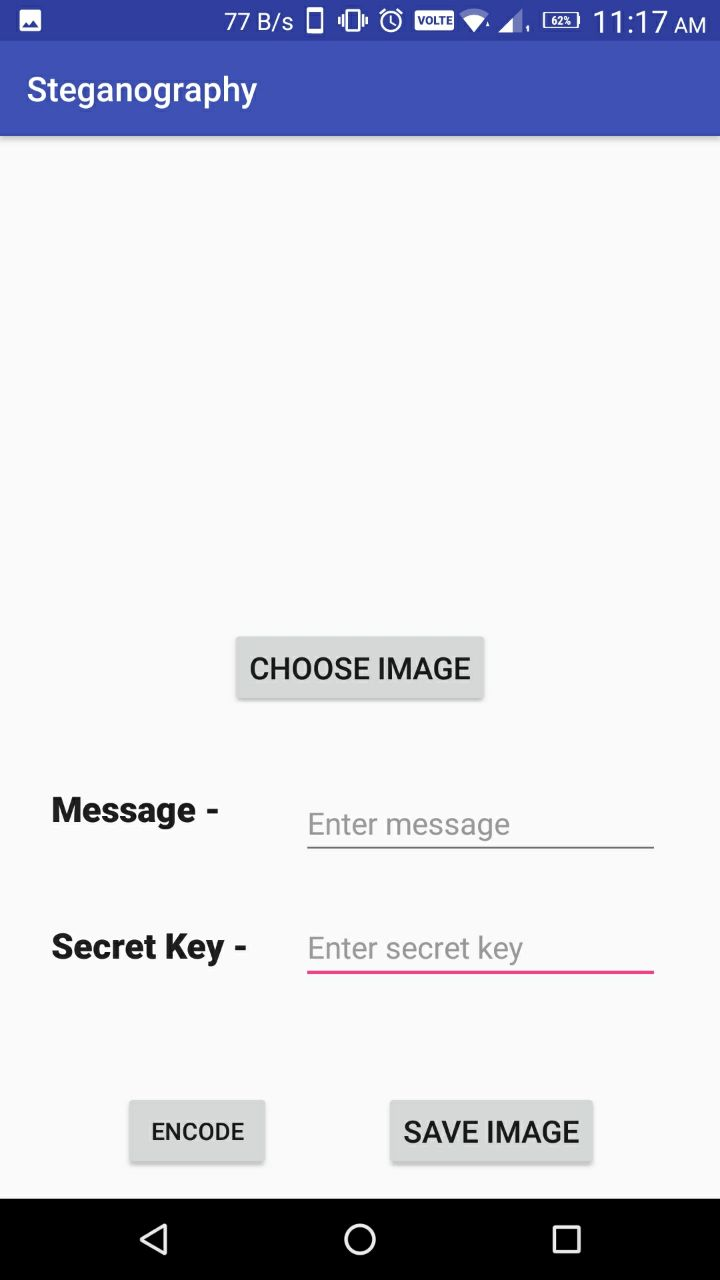 77 B/s VOLTE 62% 11:17 AM
Steganography
CHOOSE IMAGE
Message - Enter message
Secret Key - Enter secret key
ENCODE SAVE IMAGE